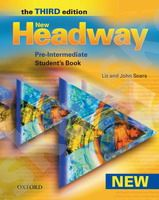 the THIRD edition
New
Headway
Pre-Intermediate
Student's Book
Liz and John Soars
OXFORD
NEW